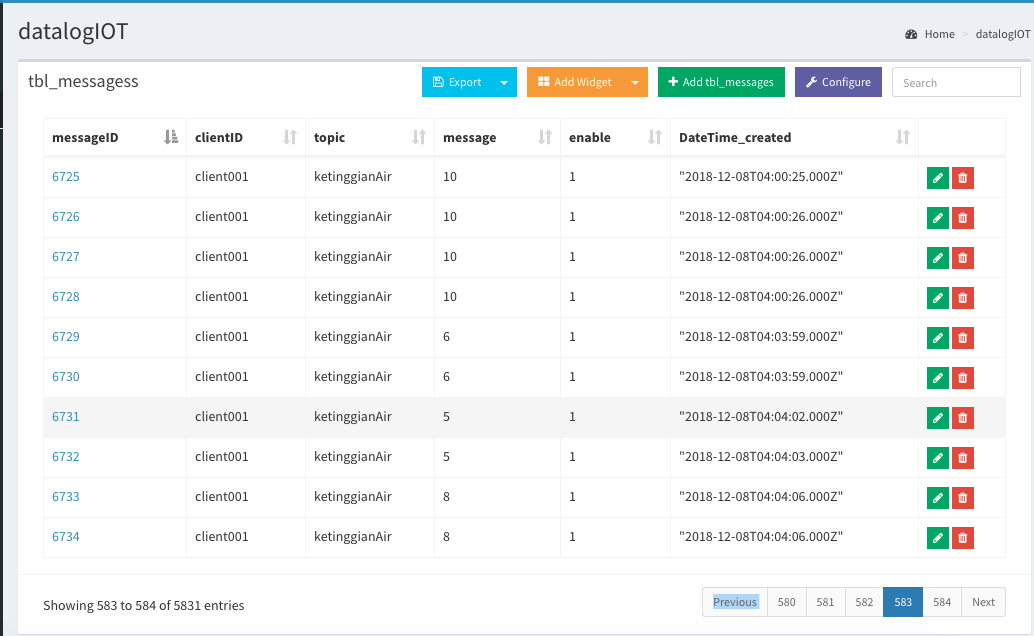 datalogIOT
Home > datalogIOT
tbl_messagess
Export Add Widget Add tbl_messages Configure Search
messageID clientID topic message enable DateTime_created
6725 client001 ketinggianAir 10 1 "2018-12-08T04:00:25.000Z"
6726 client001 ketinggianAir 10 1 "2018-12-08T04:00:26.000Z"
6727 client001 ketinggianAir 10 1 "2018-12-08T04:00:26.000Z"
6728 client001 ketinggianAir 10 1 "2018-12-08T04:00:26.000Z"
6729 client001 ketinggianAir 6 1 "2018-12-08T04:03:59.000Z"
6730 client001 ketinggianAir 6 1 "2018-12-08T04:03:59.000Z"
6731 client001 ketinggianAir 5 1 "2018-12-08T04:04:02.000Z"
6732 client001 ketinggianAir 5 1 "2018-12-08T04:04:03.000Z"
6733 client001 ketinggianAir 8 1 "2018-12-08T04:04:06.000Z"
6734 client001 ketinggianAir 8 1 "2018-12-08T04:04:06.000Z"
Showing 583 to 584 of 5831 entries
Previous 580 581 582 583 584 Next